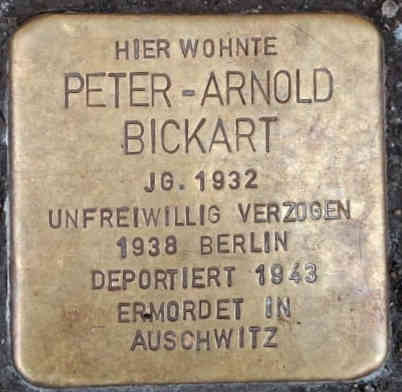 HIER WOHNTE
PETER-ARNOLD
BICKART
JG. 1932
UNFREIWILLIG VERZOGEN
1938 BERLIN
DEPORTIERT 1943
ERMORDET IN
AUSCHWITZ